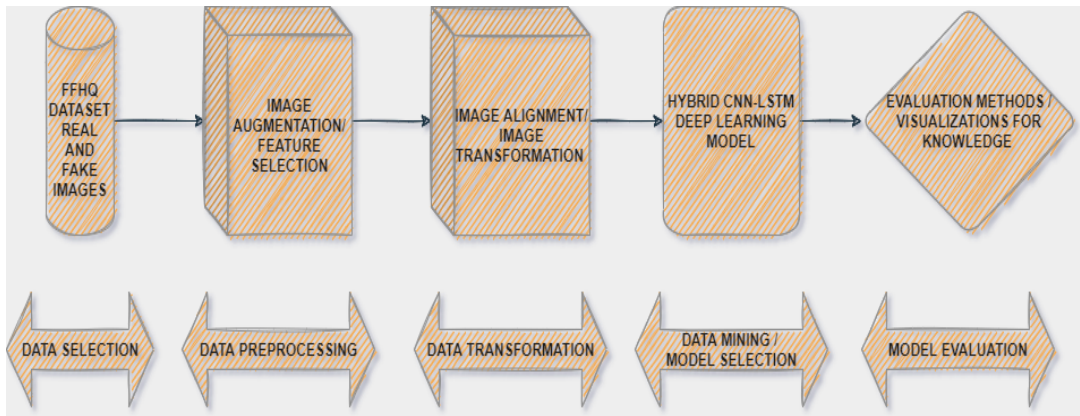 FFHQ
DATASET
REAL
AND
FAKE
IMAGES
IMAGE
AUGMENTATION/
FEATURE
SELECTION
IMAGE ALIGNMENT/
IMAGE
TRANSFORMATION
HYBRID CNN-LSTM
DEEP LEARNING
MODEL
EVALUATION METHODS /
VISUALIZATIONS FOR
KNOWLEDGE
DATA SELECTION
DATA PREPROCESSING
DATA TRANSFORMATION
DATA MINING /
MODEL SELECTION
MODEL EVALUATION